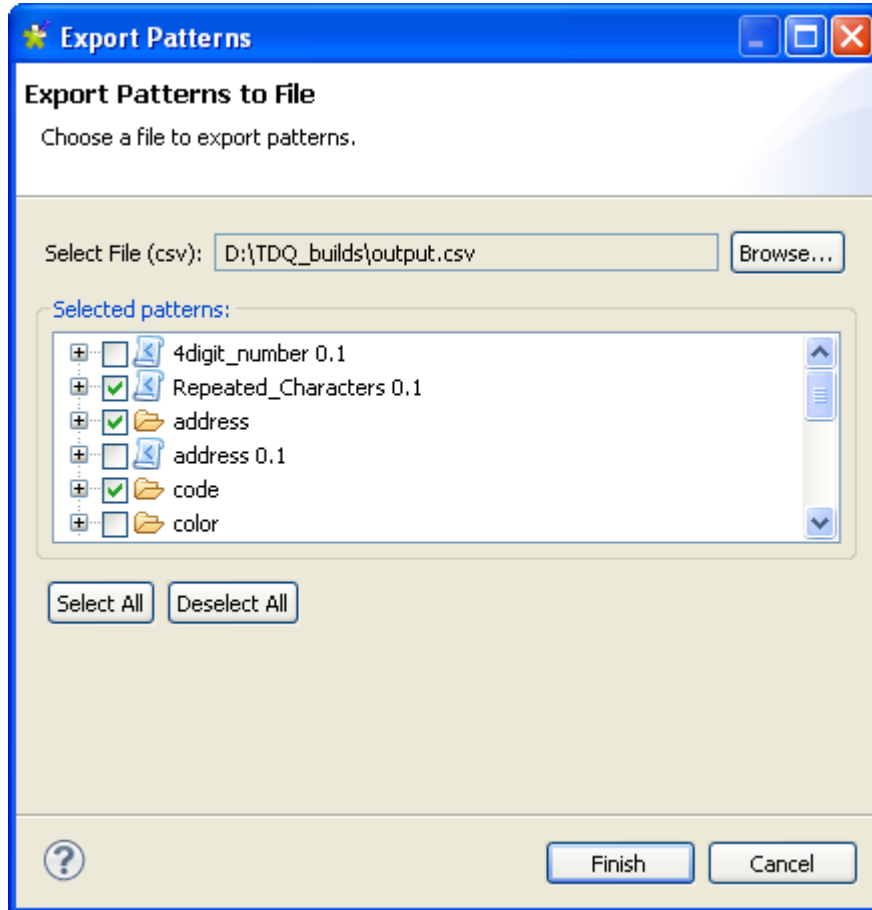 Export Patterns
Export Patterns to File
Choose a file to export patterns.
Select File (csv): D:\TDQ_builds\output.csv Browse...
Selected patterns:
4digit_number 0.1
Repeated_Characters 0.1
address
address 0.1
code
color
Select All Deselect All
? Finish Cancel